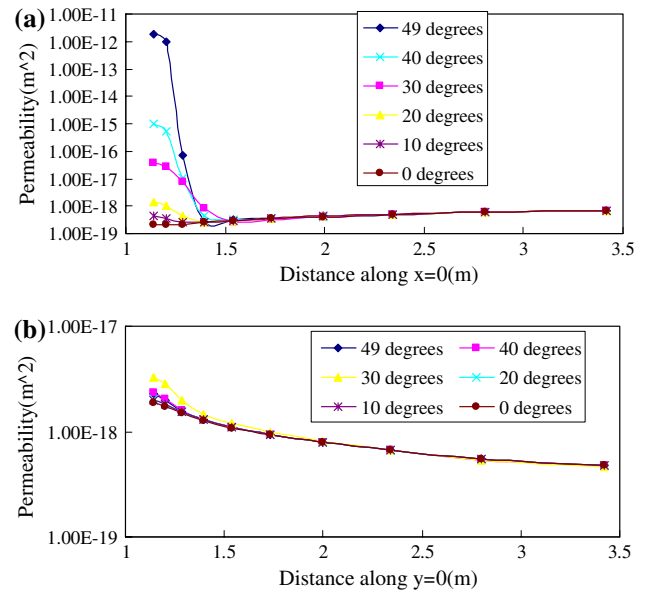 (a)
Permeability(m^2)
1.00E-11
1.00E-12
1.00E-13
1.00E-14
1.00E-15
1.00E-16
1.00E-17
1.00E-18
1.00E-19
49 degrees
40 degrees
30 degrees
20 degrees
10 degrees
0 degrees
1 1.5 2 2.5 3 3.5
Distance along x=0(m)
(b)
Permeability(m^2)
1.00E-17
1.00E-18
1.00E-19
49 degrees 40 degrees
30 degrees 20 degrees
10 degrees 0 degrees
1 1.5 2 2.5 3 3.5
Distance along y=0(m)